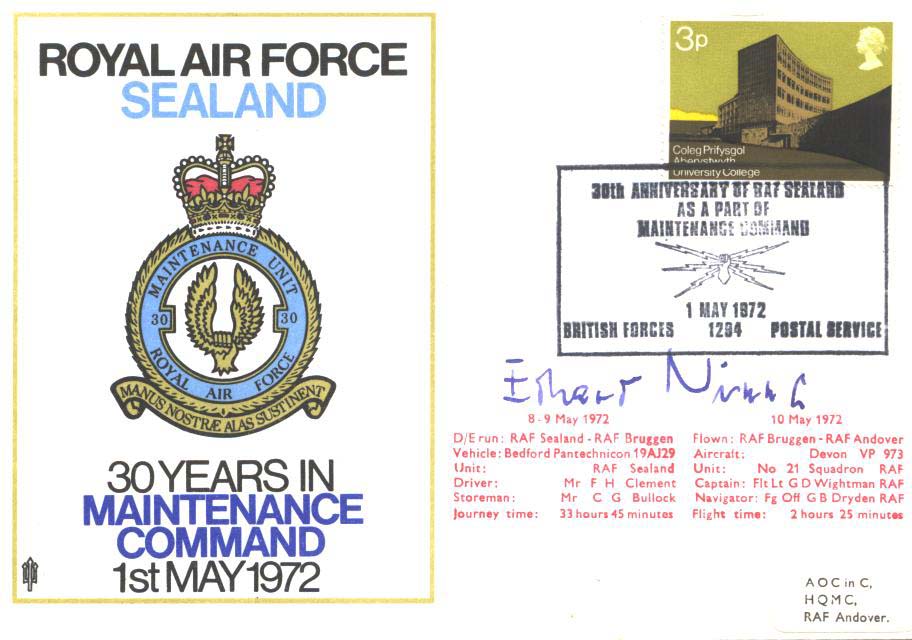 ROYAL AIR FORCE
SEALAND
MAINTENANCE UNIT
30 30
ROYAL AIR FORCE
MANUS NOSTRÆ ALAS SUSTINENT
30 YEARS IN
MAINTENANCE
COMMAND
1st MAY 1972
3p
Coleg Prifysgol
Aberystwyth
University College
30th ANNIVERSARY OF RAF SEALAND
AS A PART OF
MAINTENANCE COMMAND
1 MAY 1972
BRITISH FORCES 1294 POSTAL SERVICE
8-9 May 1972
D/E run: RAF Sealand - RAF Bruggen
Vehicle: Bedford Pantechnicon 19AJ29
Unit: RAF Sealand
Driver: Mr F H Clement
Storeman: Mr C G Bullock
Journey time: 33 hours 45 minutes
10 May 1972
Flown: RAF Bruggen - RAF Andover
Aircraft: Devon VP 973
Unit: No 21 Squadron RAF
Captain: Flt Lt G D Wightman RAF
Navigator: Fg Off G B Dryden RAF
Flight time: 2 hours 25 minutes
A O C in C,
H Q M C,
RAF Andover.